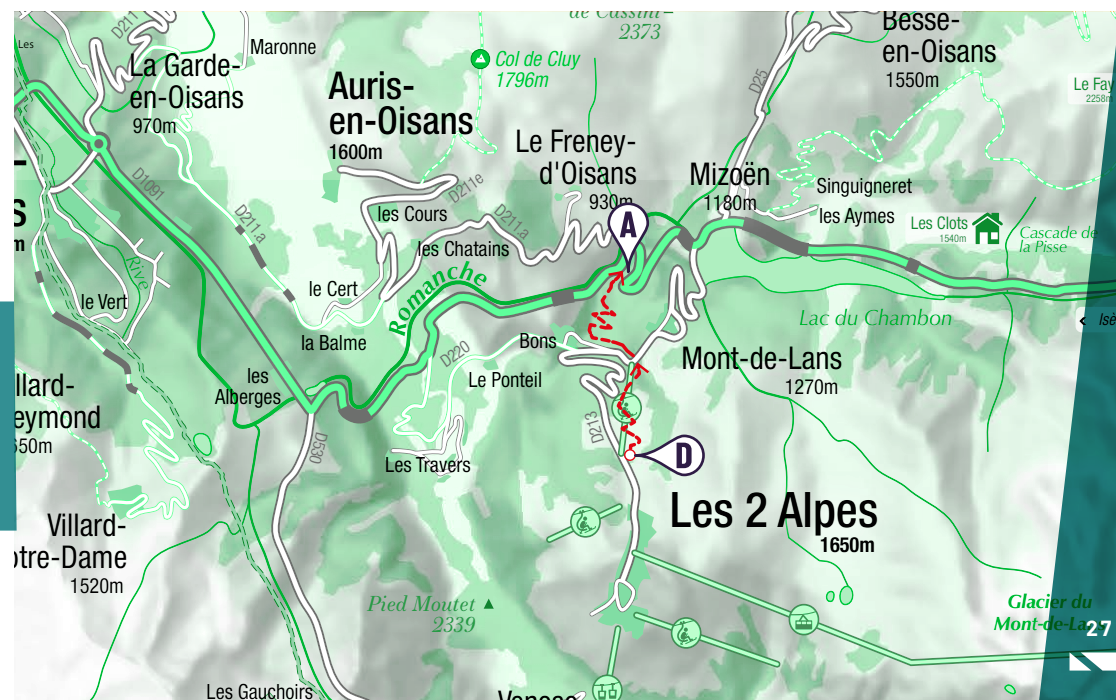 de Cassini
2373
Besse-
en-Oisans
1550m
D211
Les
Maronne
La Garde-
en-Oisans
970m
Col de Cluy
1796m
D25
Le Fay
2258m
Auris-
en-Oisans
1600m
Le Freney-
d'Oisans
930m
Mizoën
1180m
Singuigneret
les Aymes
D1091
D211a
D211e
les Cours
D211a
les Chatains
A
Les Clots
1540m
Cascade de
la Pisse
S
m
Rive
le Vert
le Cert
Romanche
la Balme
Lac du Chambon
< Isè
Bons
D220
Le Ponteil
Mont-de-Lans
1270m
illard-
eymond
650m
les
Alberges
D213
D530
Les Travers
D
Les 2 Alpes
1650m
Villard-
otre-Dame
1520m
Pied Moutet
2339
Glacier du
Mont-de-La
27
Les Gauchoirs
Venosc